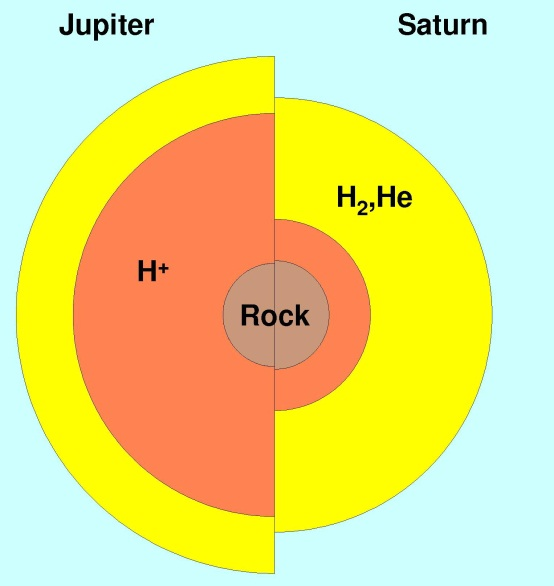 Jupiter
Saturn
H₂,He
H⁺
Rock